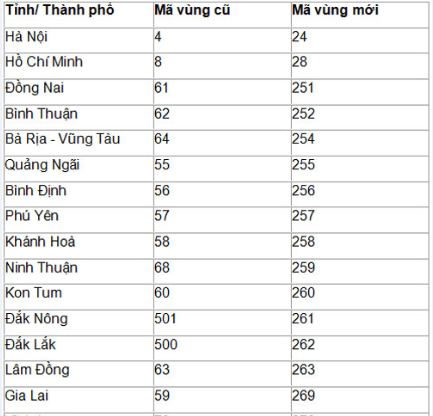 Tỉnh/ Thành phố Mã vùng cũ Mã vùng mới
Hà Nội 4 24
Hồ Chí Minh 8 28
Đồng Nai 61 251
Bình Thuận 62 252
Bà Rịa - Vũng Tàu 64 254
Quảng Ngãi 55 255
Bình Định 56 256
Phú Yên 57 257
Khánh Hoà 58 258
Ninh Thuận 68 259
Kon Tum 60 260
Đắk Nông 501 261
Đắk Lắk 500 262
Lâm Đồng 63 263
Gia Lai 59 269